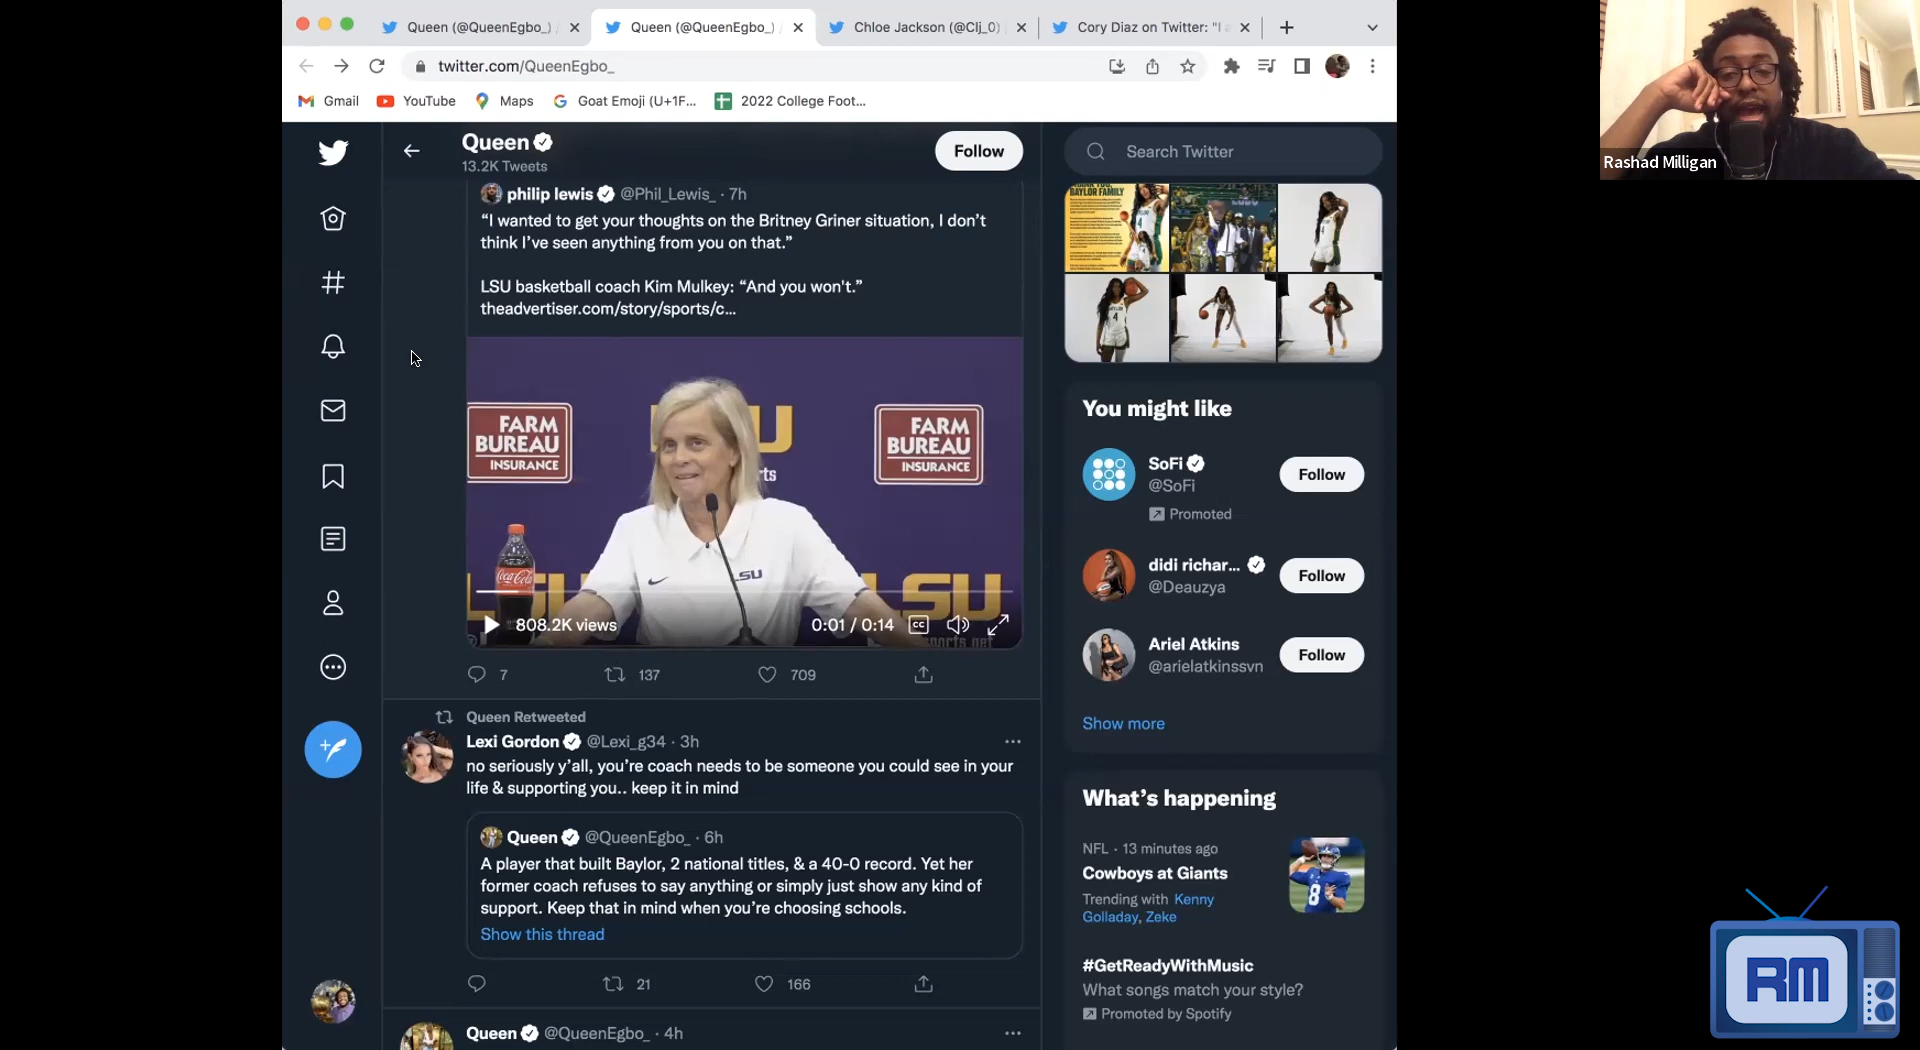 Queen (@QueenEgbo_) /
Queen (@QueenEgbo_) /
Chloe Jackson (@Clj_0)
Cory Diaz on Twitter: "I a
twitter.com/QueenEgbo_
Gmail
YouTube
Maps
Goat Emoji (U+1F...
2022 College Foot...
Queen
13.2K Tweets
Follow
Search Twitter
philip lewis @Phil_Lewis_ · 7h
“I wanted to get your thoughts on the Britney Griner situation, I don’t
think I’ve seen anything from you on that.”
LSU basketball coach Kim Mulkey: “And you won't.”
theadvertiser.com/story/sports/c...
FARM
BUREAU
INSURANCE
FARM
BUREAU
INSURANCE
Coca-Cola
LSU
LSU
808.2K views
0:01 / 0:14
CC
7
137
709
Queen Retweeted
Lexi Gordon @Lexi_g34 · 3h
no seriously y’all, you’re coach needs to be someone you could see in your
life & supporting you.. keep it in mind
Queen @QueenEgbo_ · 6h
A player that built Baylor, 2 national titles, & a 40-0 record. Yet her
former coach refuses to say anything or simply just show any kind of
support. Keep that in mind when you’re choosing schools.
Show this thread
21
166
Queen @QueenEgbo_ · 4h
BAYLOR FAMILY
You might like
SoFi
@SoFi
Promoted
Follow
didi richar...
@Deauzya
Follow
Ariel Atkins
@arielatkinssvn
Follow
Show more
What’s happening
NFL · 13 minutes ago
Cowboys at Giants
Trending with Kenny
Golladay, Zeke
#GetReadyWithMusic
What songs match your style?
Promoted by Spotify
Rashad Milligan
RM